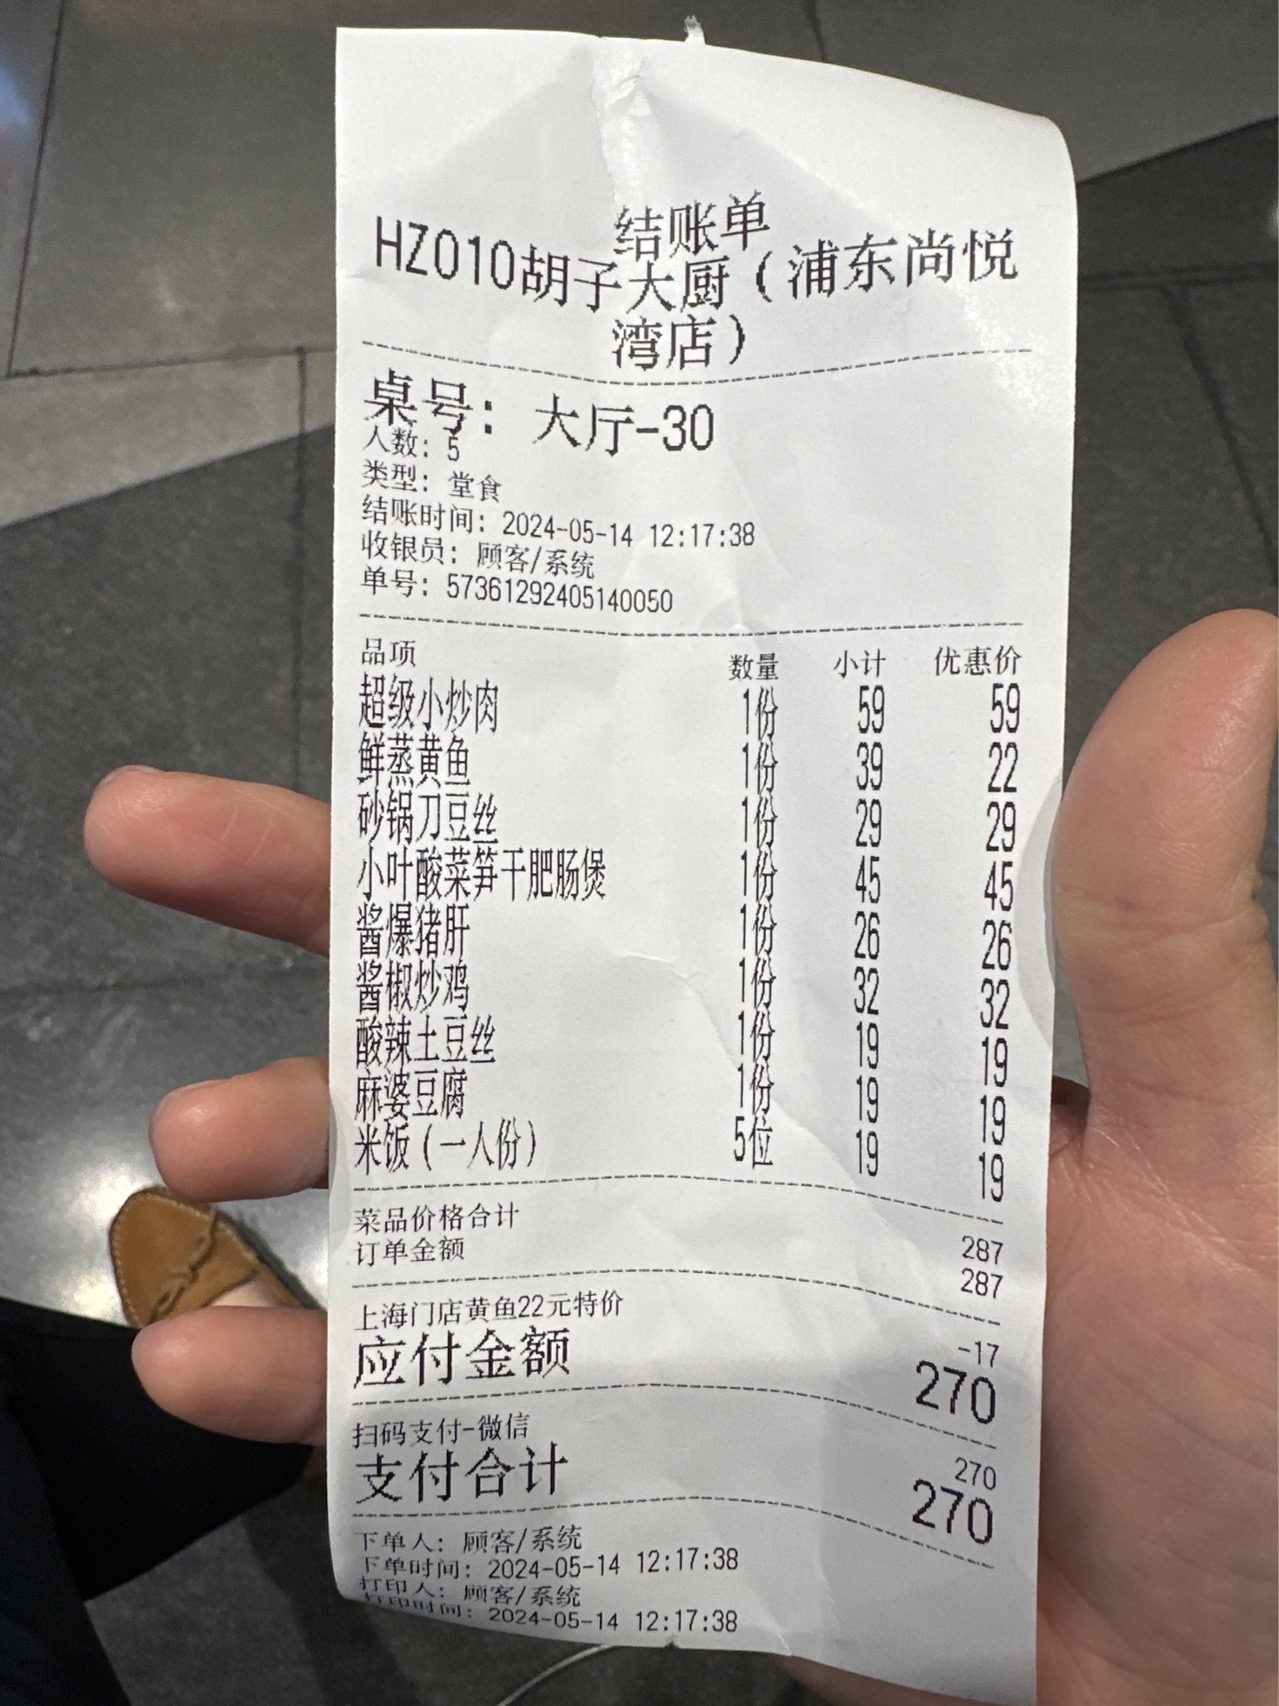 结账单
HZ010胡子大厨（浦东尚悦
湾店）
桌号：大厅-30
人数：5
类型：堂食
结账时间：2024-05-14 12:17:38
收银员：顾客/系统
单号：573612924051400​50
品项 数量 小计 优惠价
超级小炒肉 1份 59 59
鲜蒸黄鱼 1份 39 22
砂锅刀豆丝 1份 29 29
小叶酸菜笋干肥肠煲 1份 45 45
酱爆猪肝 1份 26 26
酱椒炒鸡 1份 32 32
酸辣土豆丝 1份 19 19
麻婆豆腐 1份 19 19
米饭（一人份） 5位 19 19
菜品价格合计 287
订单金额 287
上海门店黄鱼22元特价 -17
应付金额 270
扫码支付-微信 270
支付合计 270
下单人：顾客/系统
下单时间：2024-05-14 12:17:38
打印人：顾客/系统
打印时间：2024-05-14 12:17:38